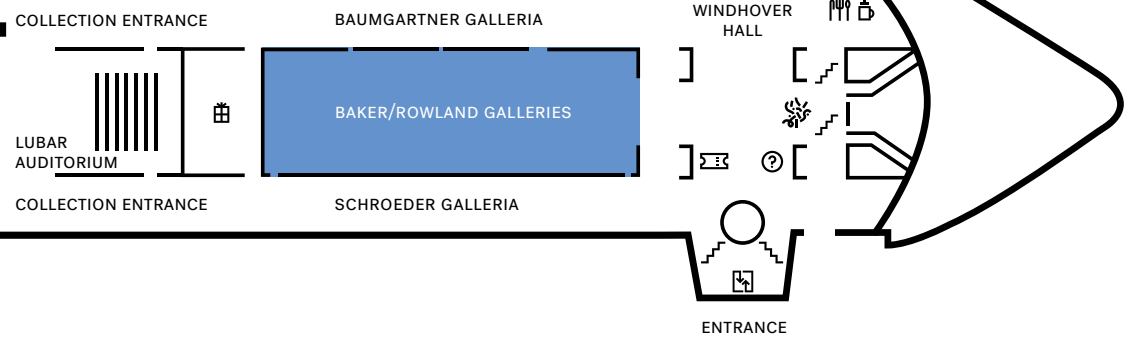 COLLECTION ENTRANCE
BAUMGARTNER GALLERIA
WINDHOVER
HALL
BAKER/ROWLAND GALLERIES
LUBAR
AUDITORIUM
?
COLLECTION ENTRANCE
SCHROEDER GALLERIA
ENTRANCE